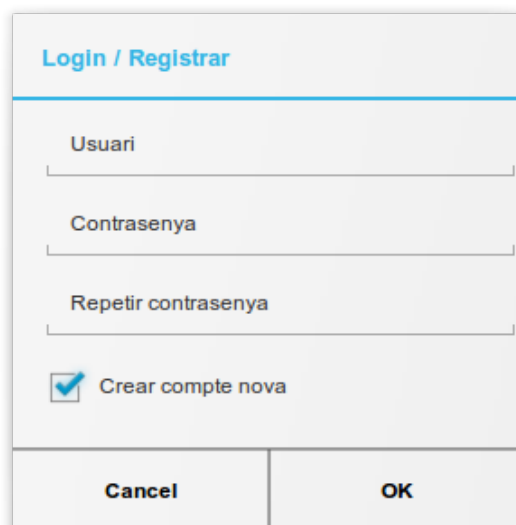 Login / Registrar
Usuari
Contrasenya
Repetir contrasenya
Crear compte nova
Cancel OK